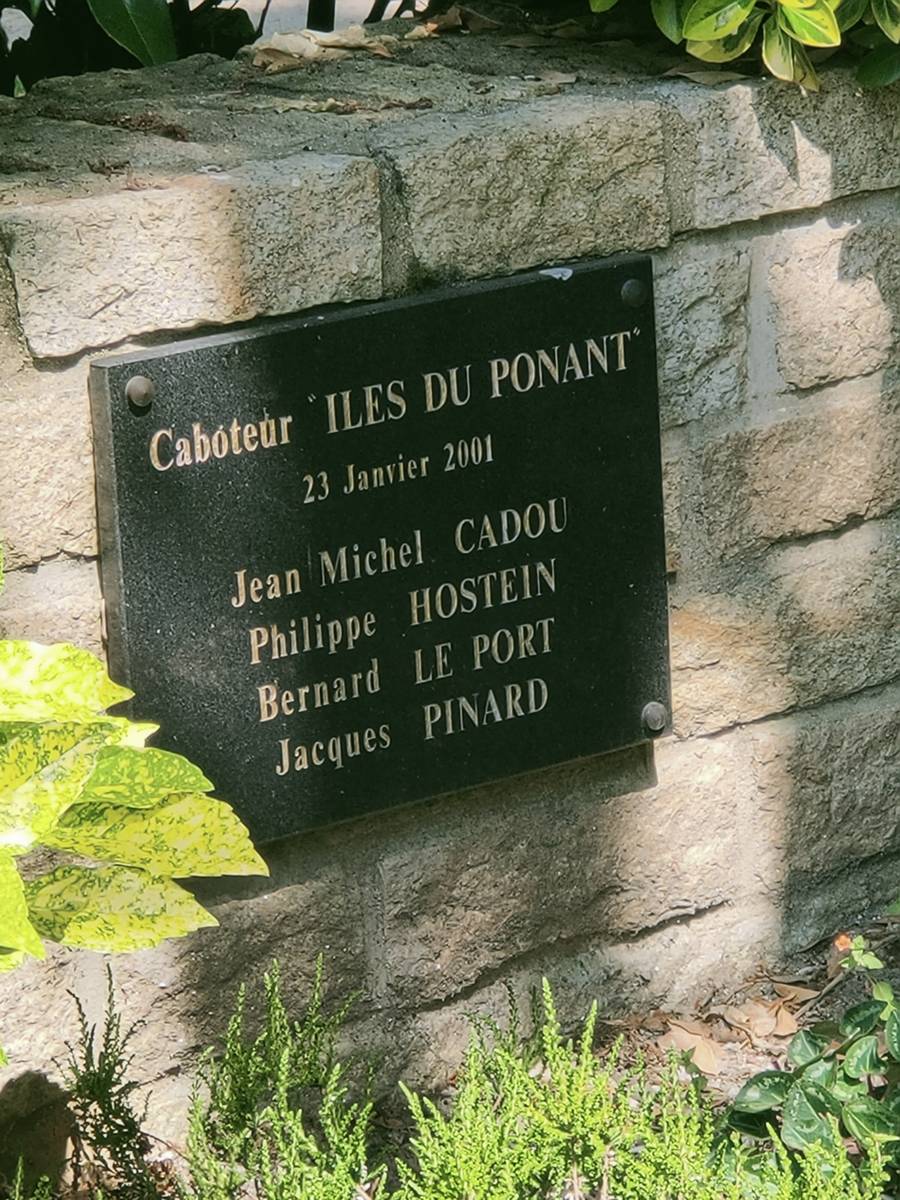 Caboteur "ILES DU PONANT"
23 Janvier 2001
Jean Michel CADOU
Philippe HOSTEIN
Bernard LE PORT
Jacques PINARD